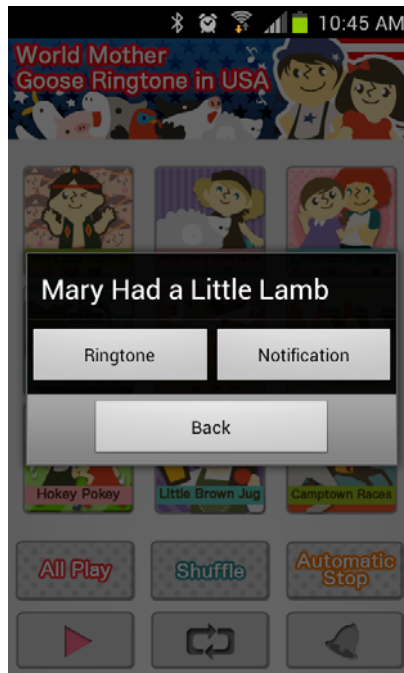 10:45 AM
World Mother
Goose Ringtone in USA
Mary Had a Little Lamb
Ringtone
Notification
Back
Hokey Pokey
Little Brown Jug
Camptown Races
All Play
Shuffle
Automatic
Stop